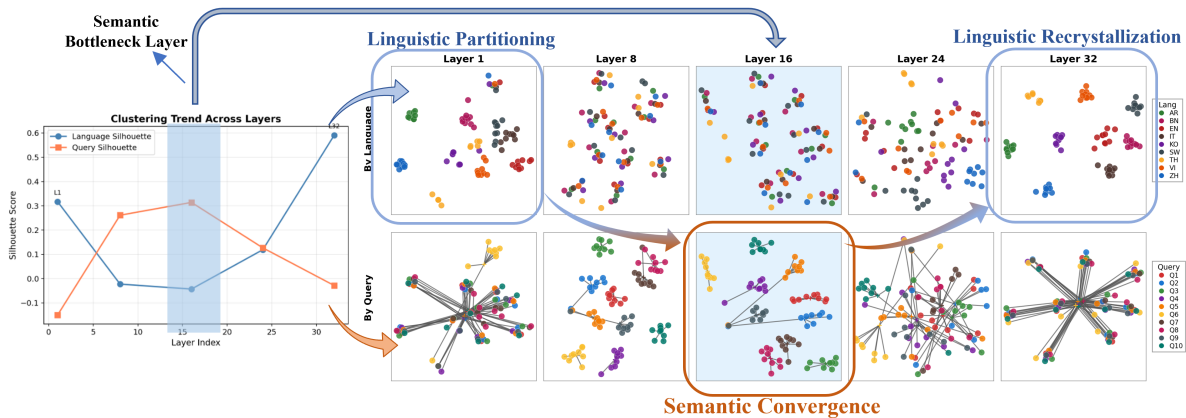 Semantic
Bottleneck Layer
Linguistic Partitioning
Linguistic Recrystallization
Layer 1
Layer 8
Layer 16
Layer 24
Layer 32
Clustering Trend Across Layers
Language Silhouette
Query Silhouette
L1
L32
0.6
0.5
0.4
0.3
0.2
0.1
0.0
−0.1
Silhouette Score
0
5
10
15
20
25
30
Layer Index
By Language
Lang
AR
BN
EN
IT
KO
SW
TH
VI
ZH
By Query
Query
Q1
Q2
Q3
Q4
Q5
Q6
Q7
Q8
Q9
Q10
Semantic Convergence